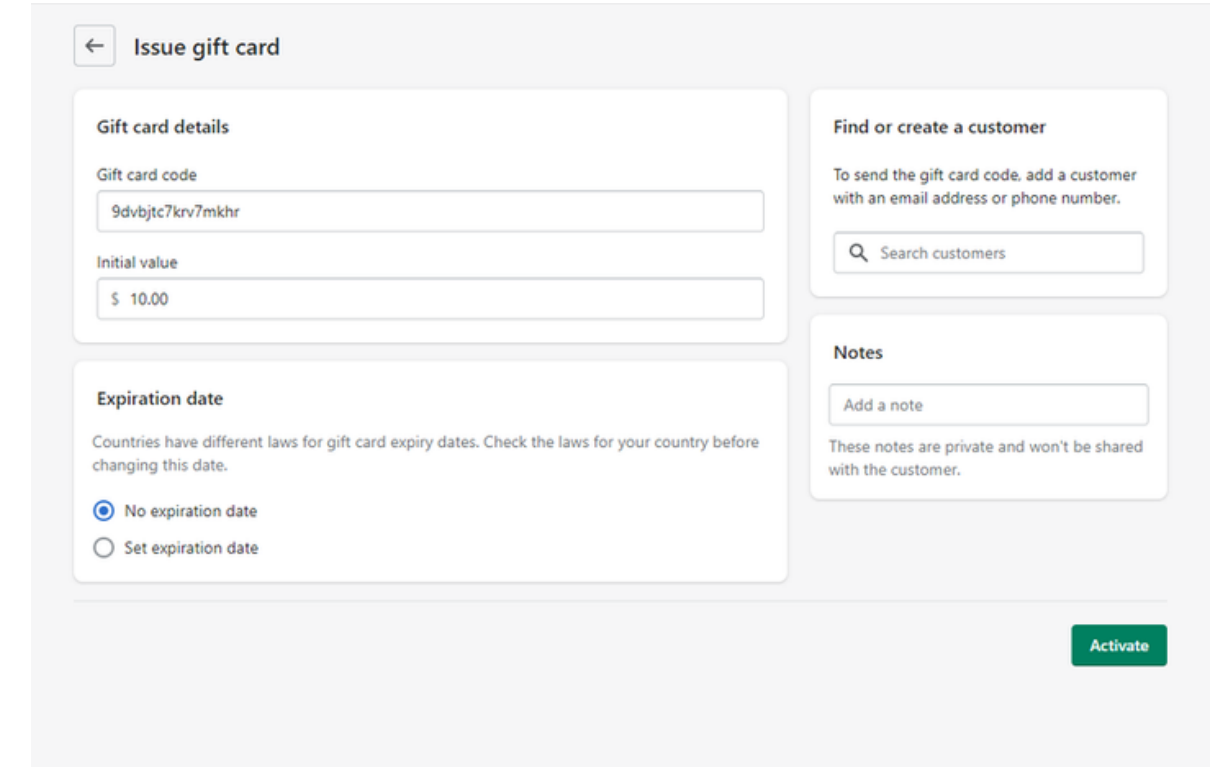 Issue gift card
Gift card details
Gift card code
9dvbjtc7krv7mkhr
Initial value
$ 10.00
Expiration date
Countries have different laws for gift card expiry dates. Check the laws for your country before
changing this date.
No expiration date
Set expiration date
Find or create a customer
To send the gift card code, add a customer
with an email address or phone number.
Search customers
Notes
Add a note
These notes are private and won't be shared
with the customer.
Activate